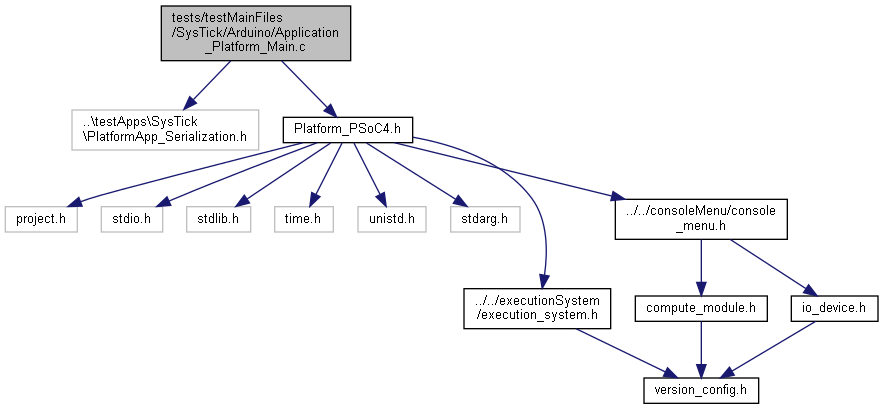 tests/testMainFiles
/SysTick/Arduino/Application
_Platform_Main.c
..\testApps\SysTick
\PlatformApp_Serialization.h
Platform_PSoC4.h
project.h
stdio.h
stdlib.h
time.h
unistd.h
stdarg.h
../../consoleMenu/console
_menu.h
../../executionSystem
/execution_system.h
compute_module.h
io_device.h
version_config.h